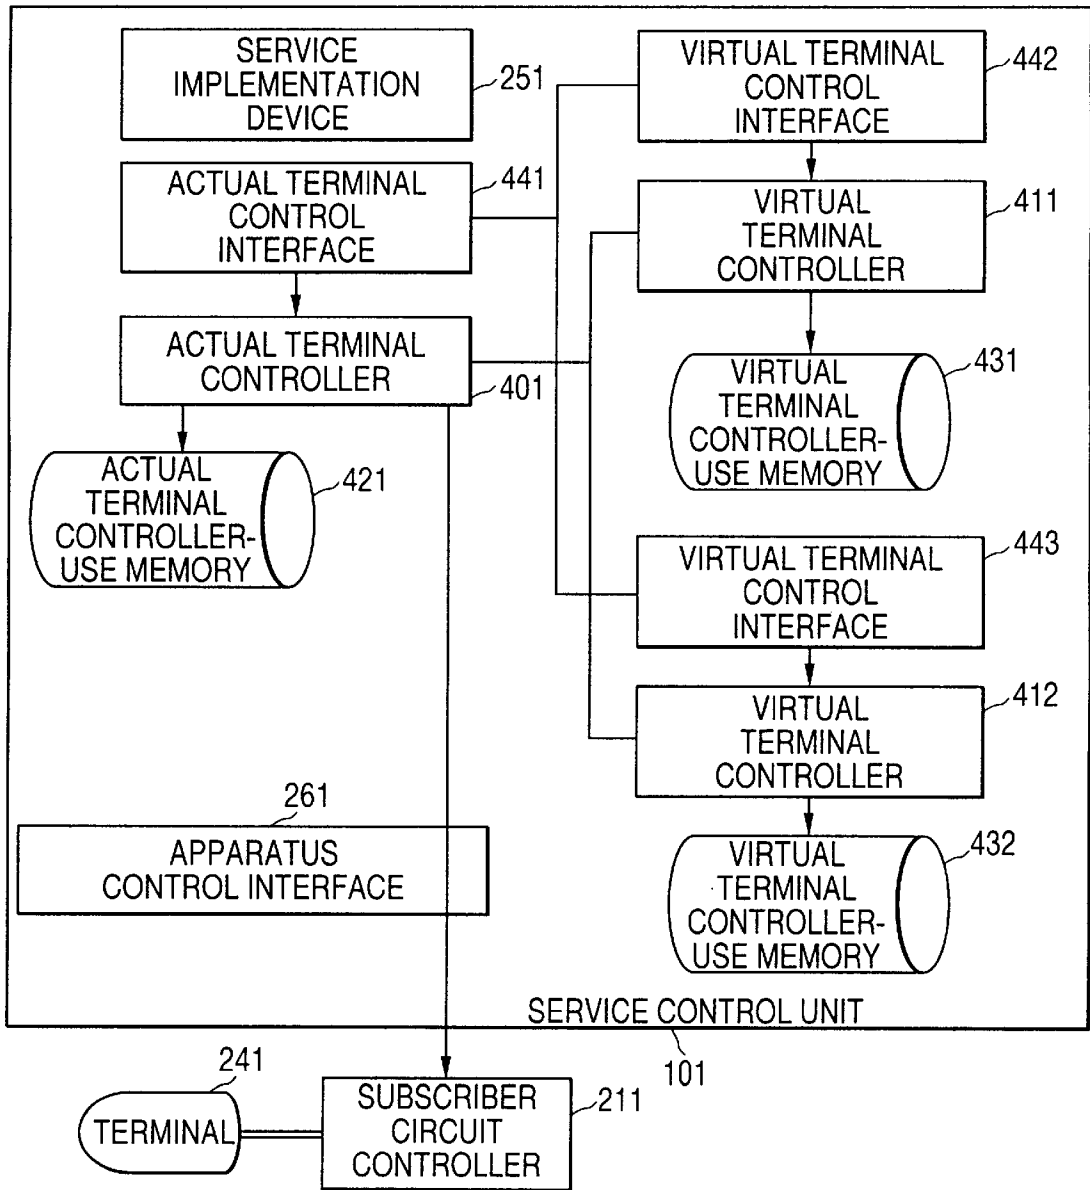 SERVICE
IMPLEMENTATION
DEVICE
251
ACTUAL TERMINAL
CONTROL
INTERFACE
441
ACTUAL TERMINAL
CONTROLLER
401
ACTUAL
TERMINAL
CONTROLLER-
USE MEMORY
421
VIRTUAL TERMINAL
CONTROL
INTERFACE
442
VIRTUAL
TERMINAL
CONTROLLER
411
VIRTUAL
TERMINAL
CONTROLLER-
USE MEMORY
431
VIRTUAL TERMINAL
CONTROL
INTERFACE
443
VIRTUAL
TERMINAL
CONTROLLER
412
VIRTUAL
TERMINAL
CONTROLLER-
USE MEMORY
432
261
APPARATUS
CONTROL INTERFACE
SERVICE CONTROL UNIT
101
241
TERMINAL
SUBSCRIBER
CIRCUIT
CONTROLLER
211